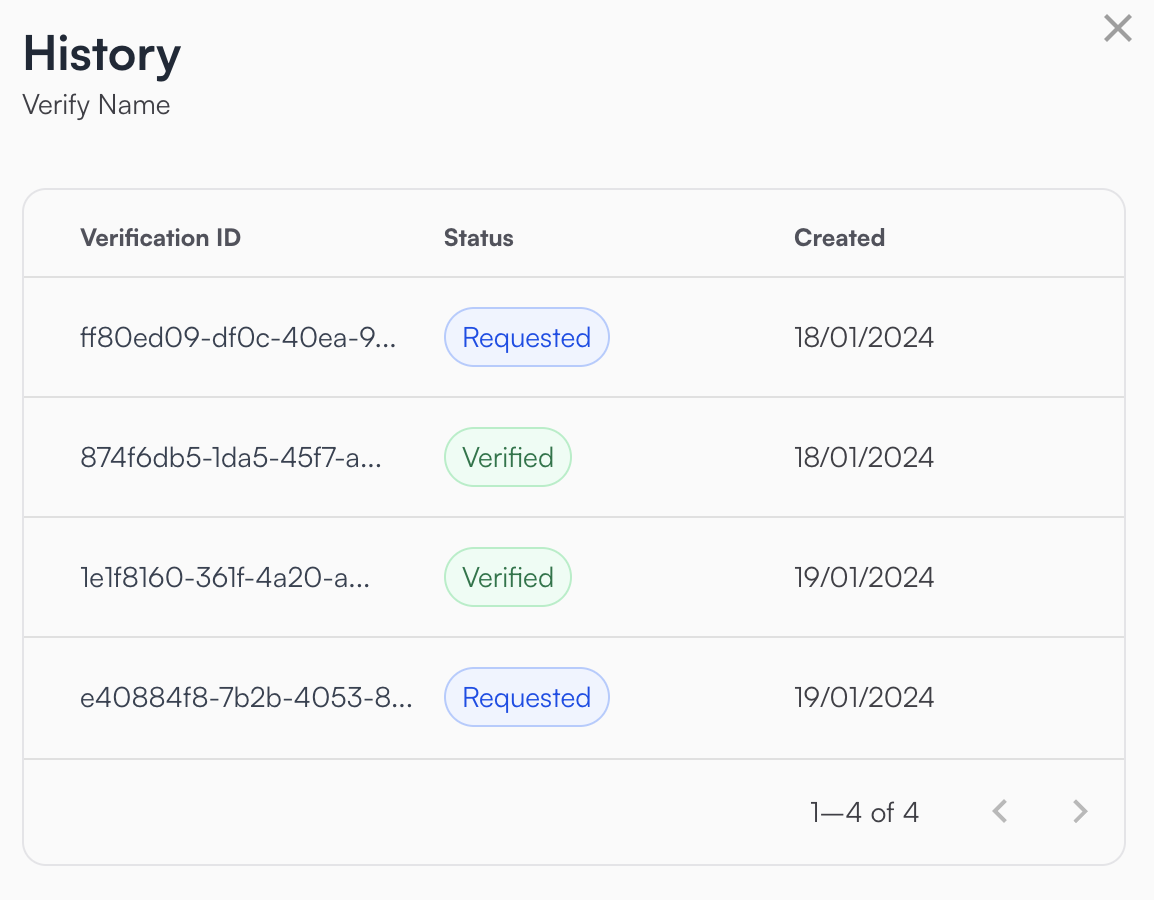 History
Verify Name
Verification ID Status Created
ff80ed09-df0c-40ea-9... Requested 18/01/2024
874f6db5-1da5-45f7-a... Verified 18/01/2024
1e1f8160-361f-4a20-a... Verified 19/01/2024
e40884f8-7b2b-4053-8... Requested 19/01/2024
1–4 of 4